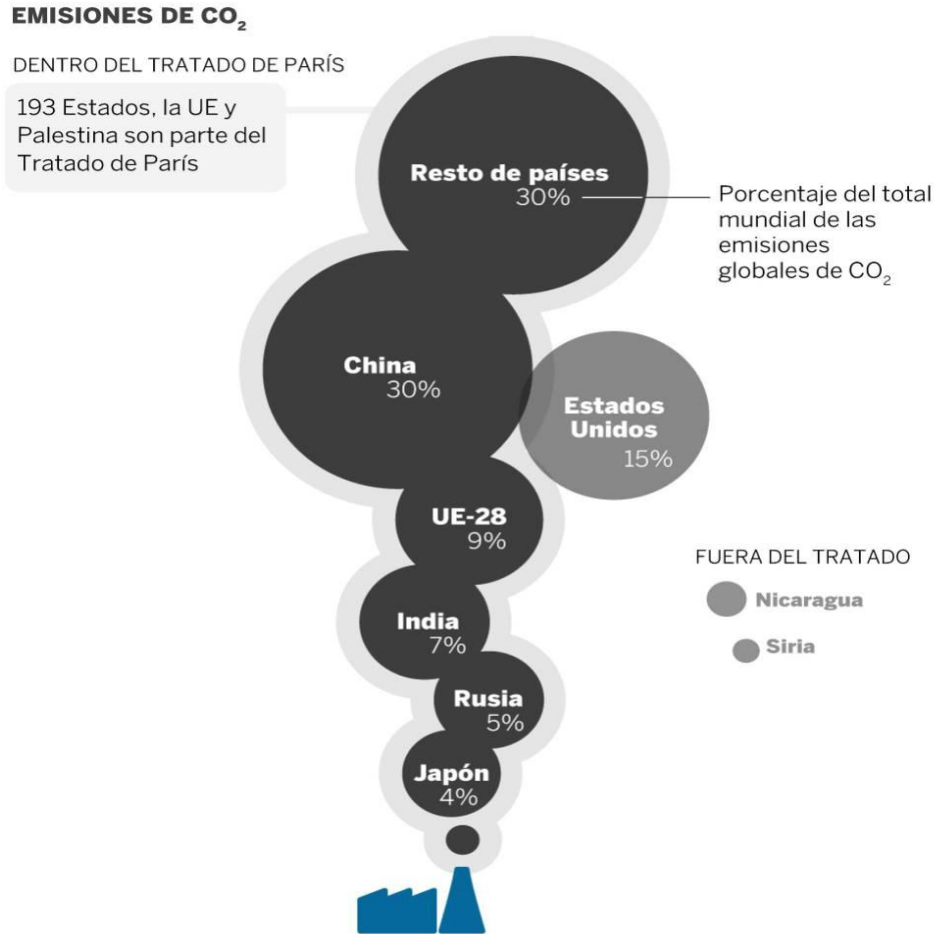 EMISIONES DE CO₂
DENTRO DEL TRATADO DE PARÍS
193 Estados, la UE y
Palestina son parte del
Tratado de París
Resto de países
30%
Porcentaje del total
mundial de las
emisiones
globales de CO₂
China
30%
Estados
Unidos
15%
UE-28
9%
FUERA DEL TRATADO
Nicaragua
Siria
India
7%
Rusia
5%
Japón
4%